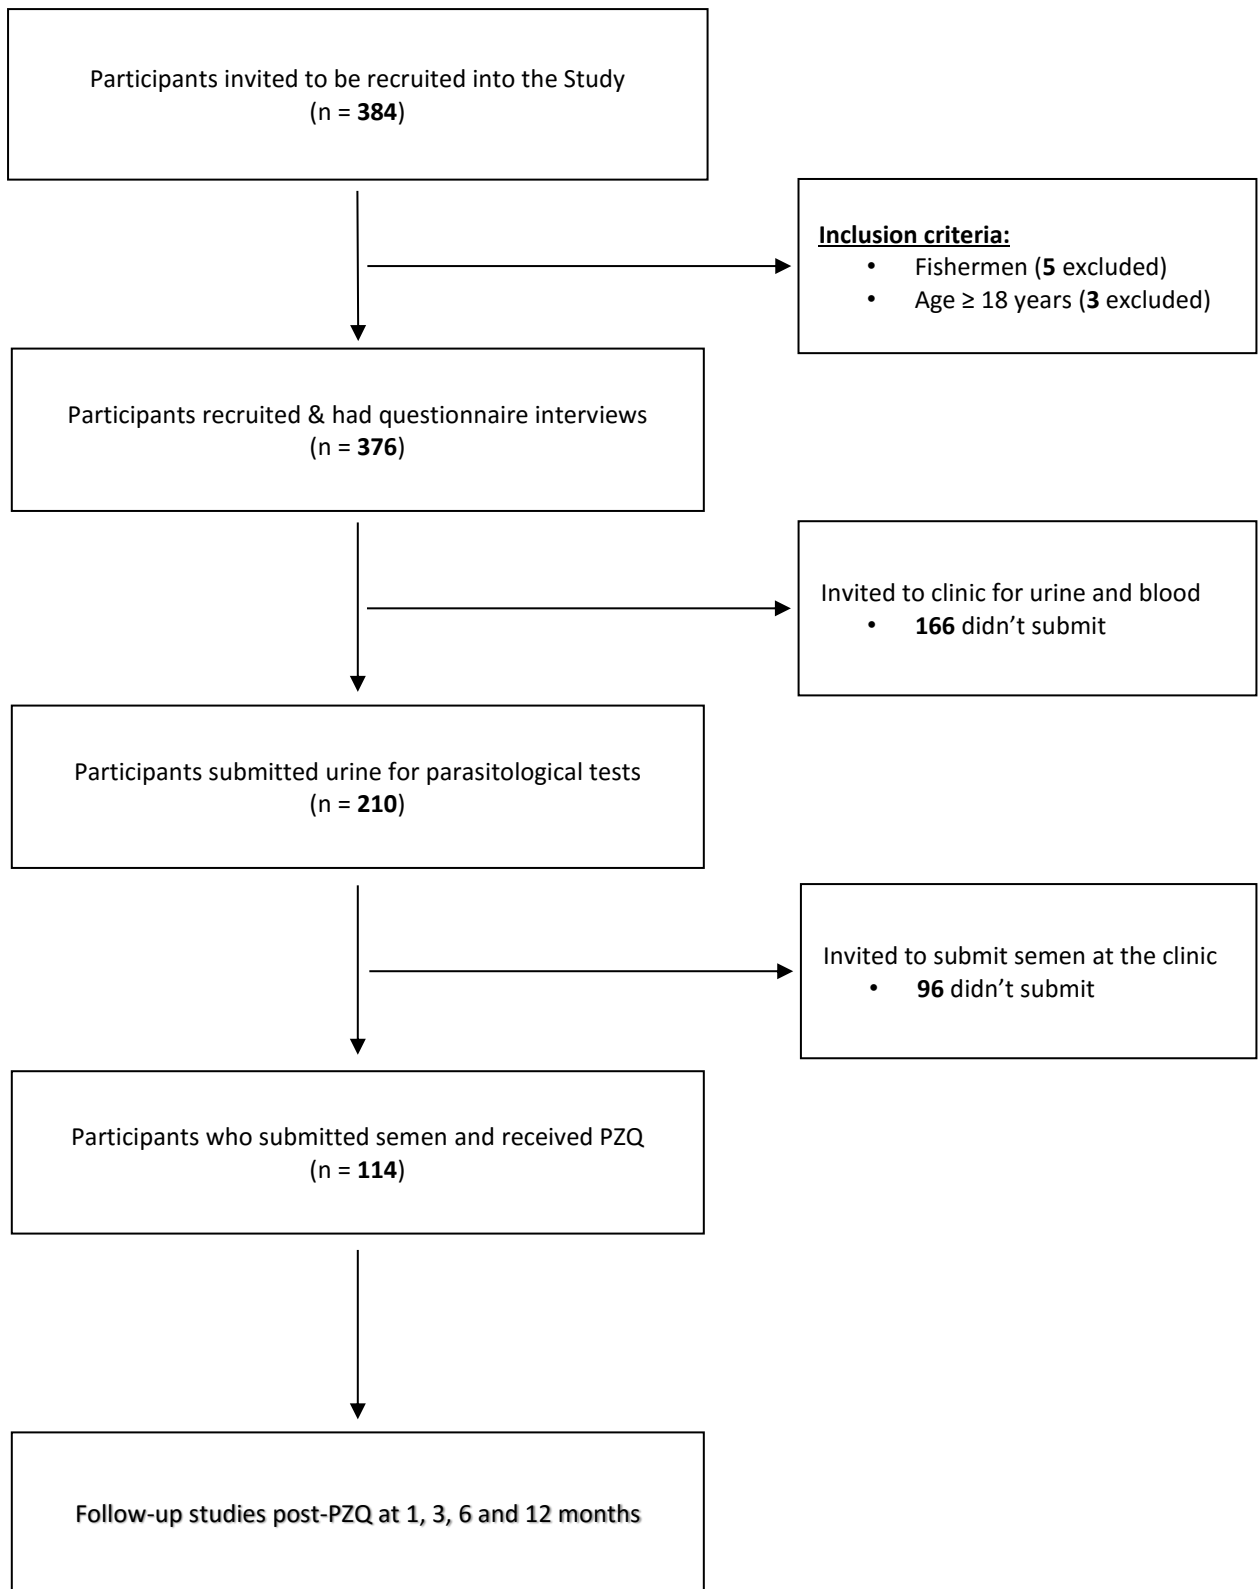 Participants invited to be recruited into the Study
(n = 384)
Inclusion criteria:
• Fishermen (5 excluded)
• Age ≥ 18 years (3 excluded)
Participants recruited & had questionnaire interviews
(n = 376)
Invited to clinic for urine and blood
• 166 didn’t submit
Participants submitted urine for parasitological tests
(n = 210)
Invited to submit semen at the clinic
• 96 didn’t submit
Participants who submitted semen and received PZQ
(n = 114)
Follow-up studies post-PZQ at 1, 3, 6 and 12 months